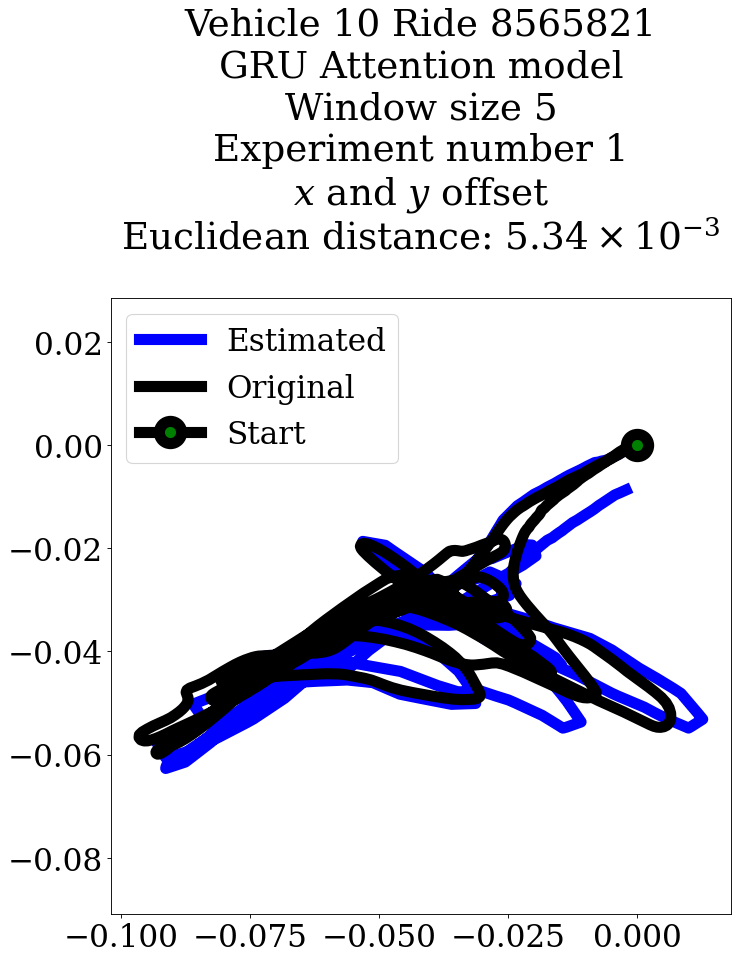 Vehicle 10 Ride 8565821
GRU Attention model
Window size 5
Experiment number 1
x and y offset
Euclidean distance: 5.34 × 10⁻³
Estimated
Original
Start
0.02
0.00
−0.02
−0.04
−0.06
−0.08
−0.100 −0.075 −0.050 −0.025 0.000